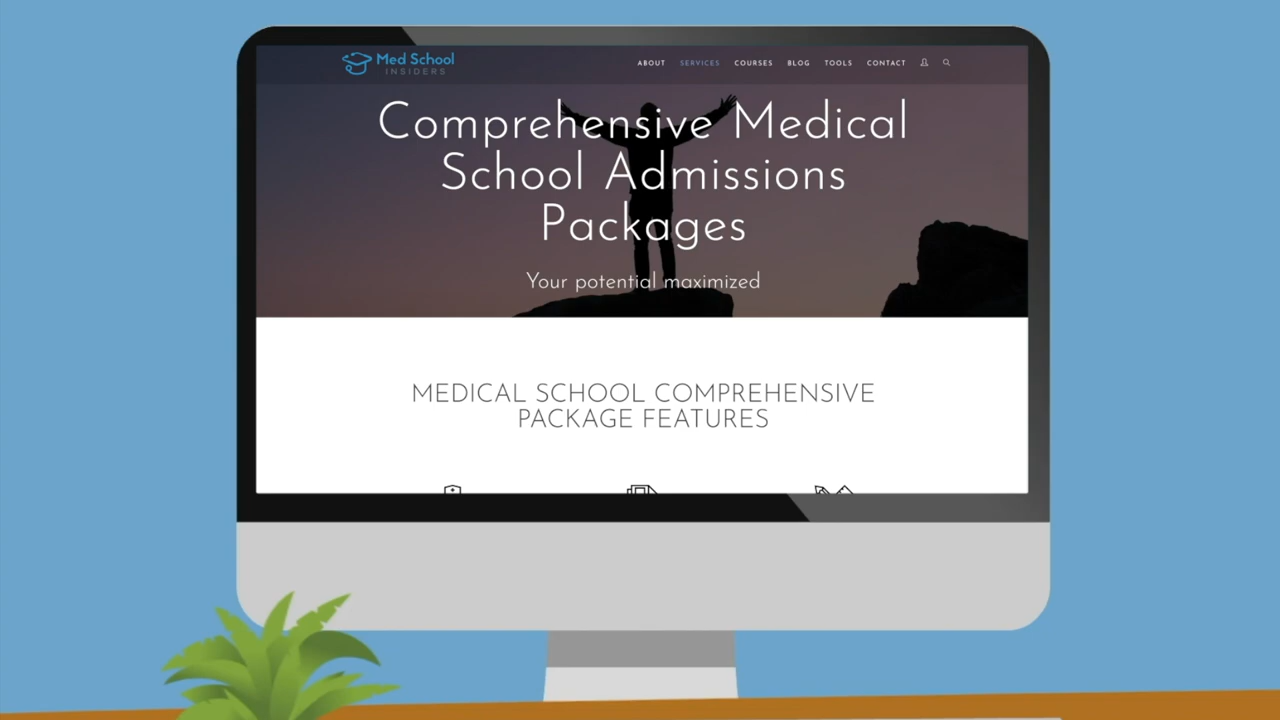 Med School
INSIDERS
ABOUT SERVICES COURSES BLOG TOOLS CONTACT
Comprehensive Medical
School Admissions
Packages
Your potential maximized
MEDICAL SCHOOL COMPREHENSIVE
PACKAGE FEATURES